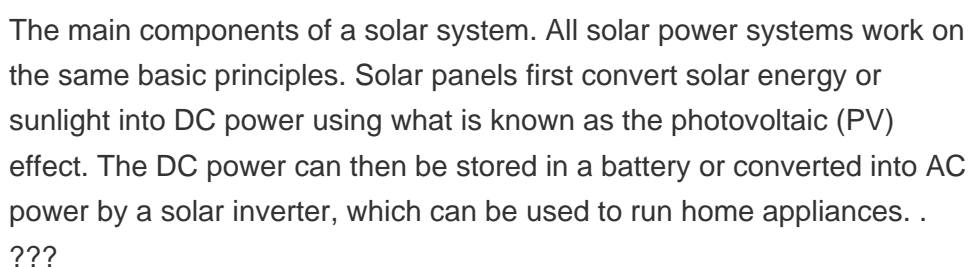 The main components of a solar system. All solar power systems work on
the same basic principles. Solar panels first convert solar energy or
sunlight into DC power using what is known as the photovoltaic (PV)
effect. The DC power can then be stored in a battery or converted into AC
power by a solar inverter, which can be used to run home appliances. .
???